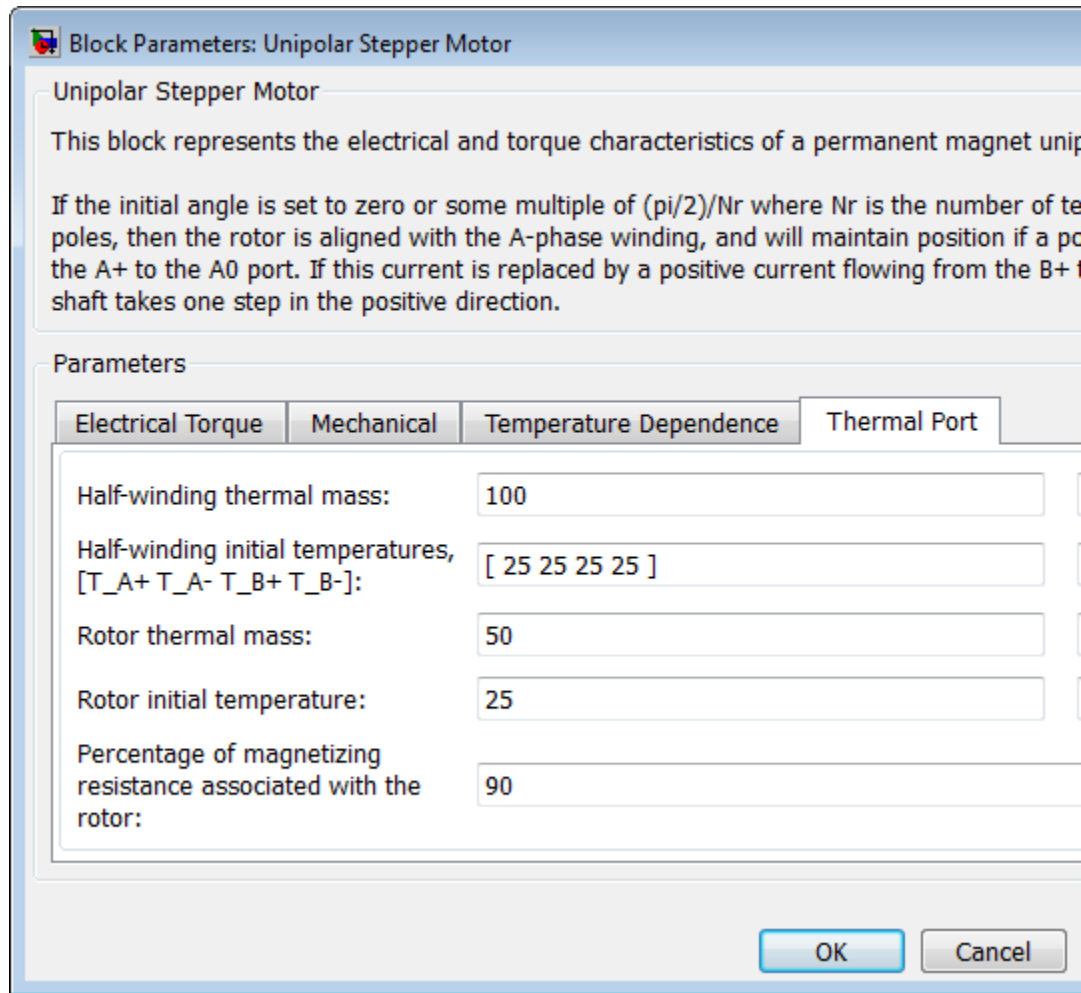 Block Parameters: Unipolar Stepper Motor
Unipolar Stepper Motor
This block represents the electrical and torque characteristics of a permanent magnet
If the initial angle is set to zero or some multiple of (pi/2)/Nr where Nr is the number of
poles, then the rotor is aligned with the A-phase winding, and will maintain position if a
the A+ to the A0 port. If this current is replaced by a positive current flowing from the B+
shaft takes one step in the positive direction.
Parameters
Electrical Torque Mechanical Temperature Dependence Thermal Port
Half-winding thermal mass: 100
Half-winding initial temperatures,
[T_A+ T_A- T_B+ T_B-]: [ 25 25 25 25 ]
Rotor thermal mass: 50
Rotor initial temperature: 25
Percentage of magnetizing
resistance associated with the 90
rotor:
OK Cancel